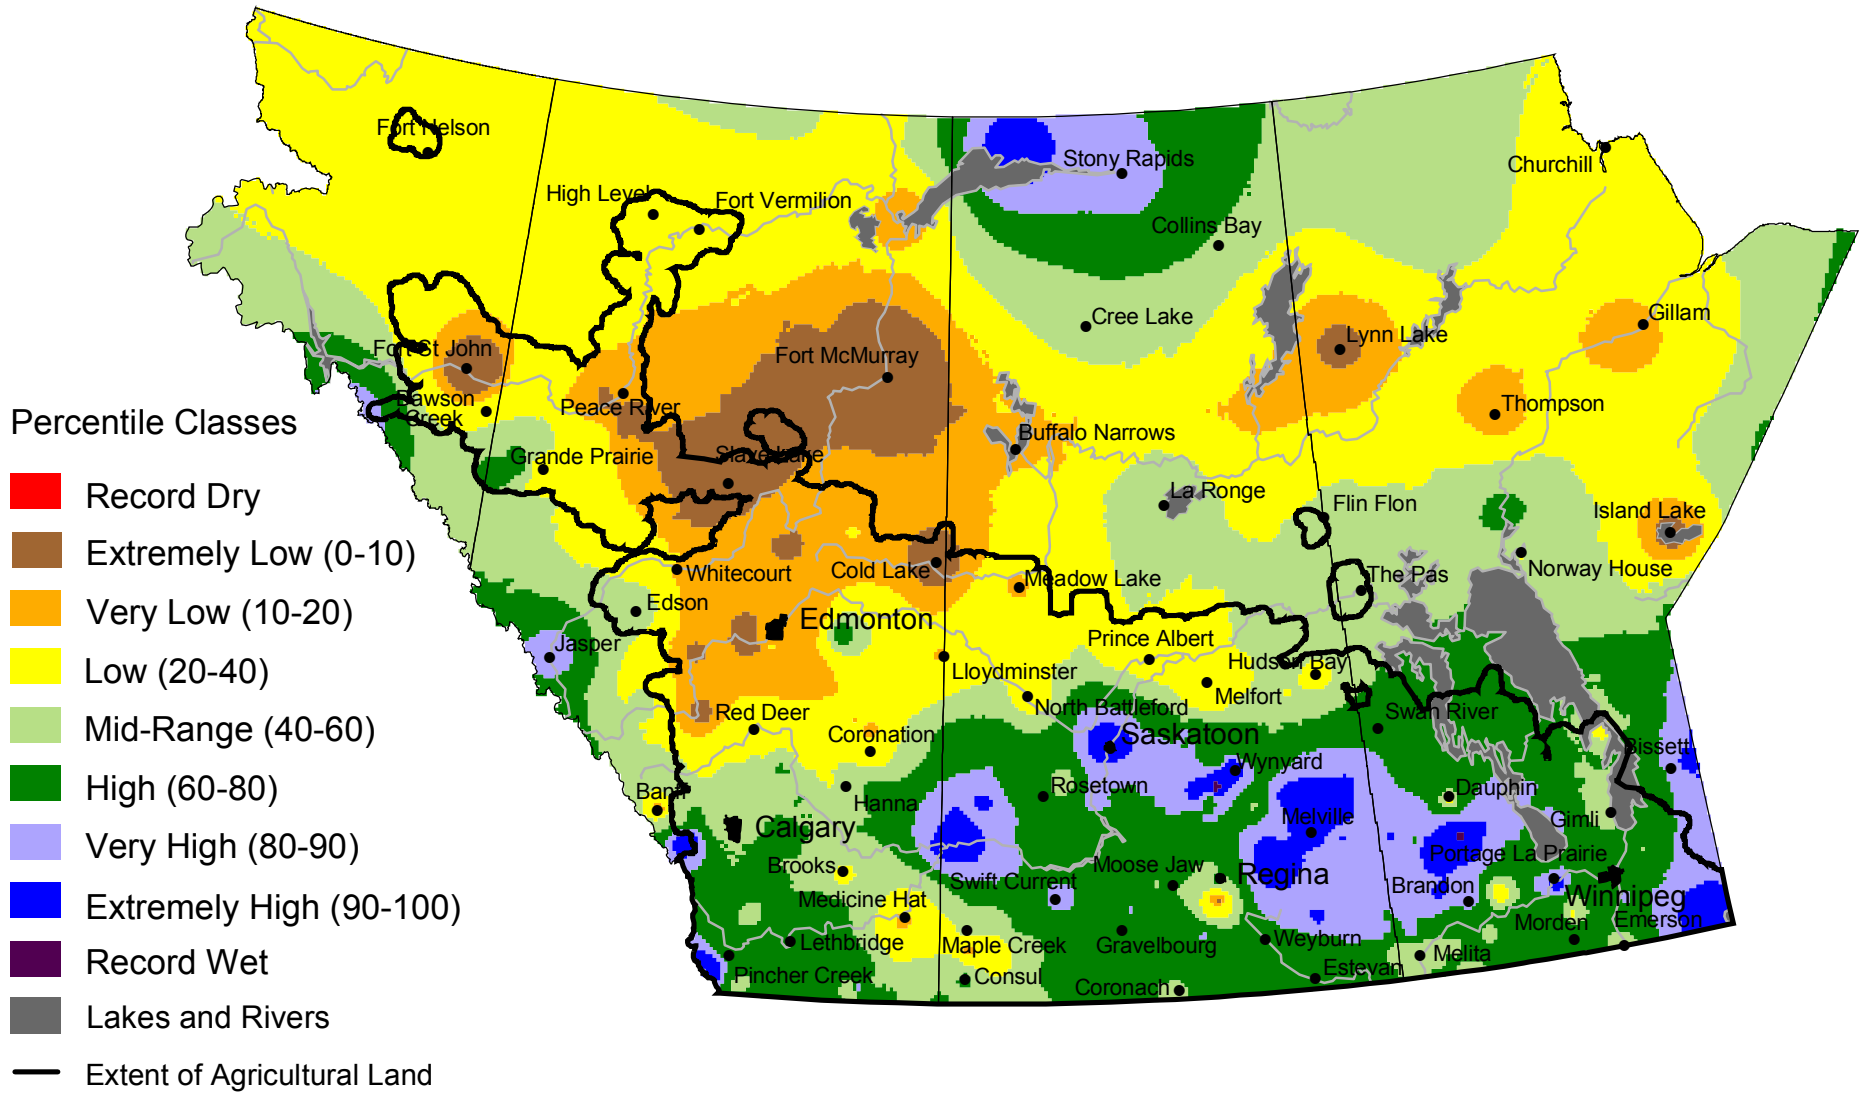 Fort Nelson
Churchill
Stony Rapids
High Level
Fort Vermilion
Collins Bay
Gillam
Cree Lake
Lynn Lake
Fort St John
Fort McMurray
Dawson
Creek
Peace River
Thompson
Buffalo Narrows
Grande Prairie
Slave Lake
La Ronge
Flin Flon
Island Lake
Whitecourt
Cold Lake
Meadow Lake
The Pas
Norway House
Edson
Edmonton
Jasper
Prince Albert
Hudson Bay
Lloydminster
Melfort
Red Deer
North Battleford
Swan River
Coronation
Saskatoon
Bissett
Wynyard
Banff
Hanna
Rosetown
Dauphin
Calgary
Melville
Gimli
Brooks
Moose Jaw
Portage La Prairie
Swift Current
Regina
Brandon
Winnipeg
Medicine Hat
Morden
Emerson
Lethbridge
Maple Creek
Gravelbourg
Weyburn
Melita
Pincher Creek
Consul
Coronach
Estevan
Percentile Classes
Record Dry
Extremely Low (0-10)
Very Low (10-20)
Low (20-40)
Mid-Range (40-60)
High (60-80)
Very High (80-90)
Extremely High (90-100)
Record Wet
Lakes and Rivers
Extent of Agricultural Land